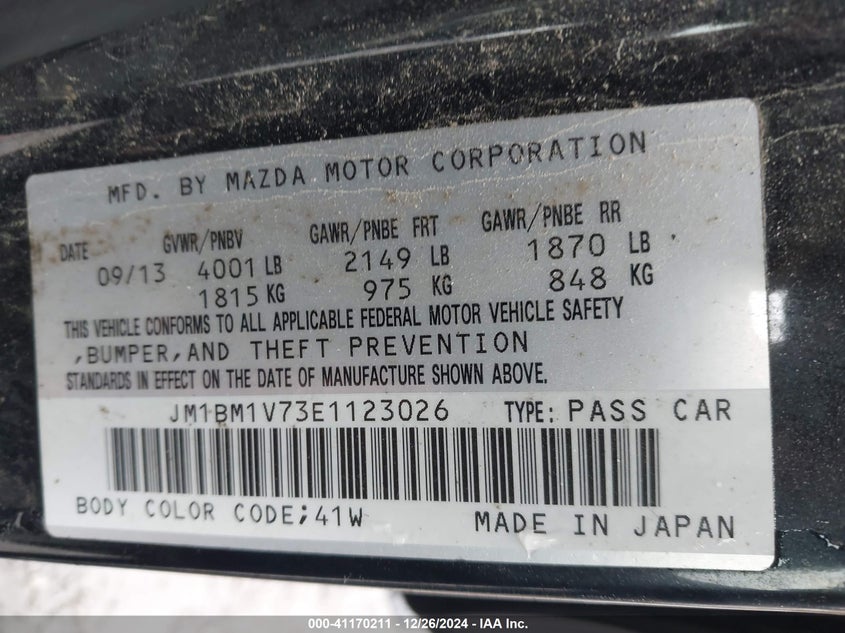 MFD. BY MAZDA MOTOR CORPORATION
DATE GVWR/PNBV GAWR/PNBE FRT GAWR/PNBE RR
09/13 4001 LB 2149 LB 1870 LB
1815 KG 975 KG 848 KG
THIS VEHICLE CONFORMS TO ALL APPLICABLE FEDERAL MOTOR VEHICLE SAFETY
,BUMPER,AND THEFT PREVENTION
STANDARDS IN EFFECT ON THE DATE OF MANUFACTURE SHOWN ABOVE.
JM1BM1V73E1123026 TYPE: PASS CAR
BODY COLOR CODE;41W MADE IN JAPAN
000-41170211 - 12/26/2024 - IAA Inc.